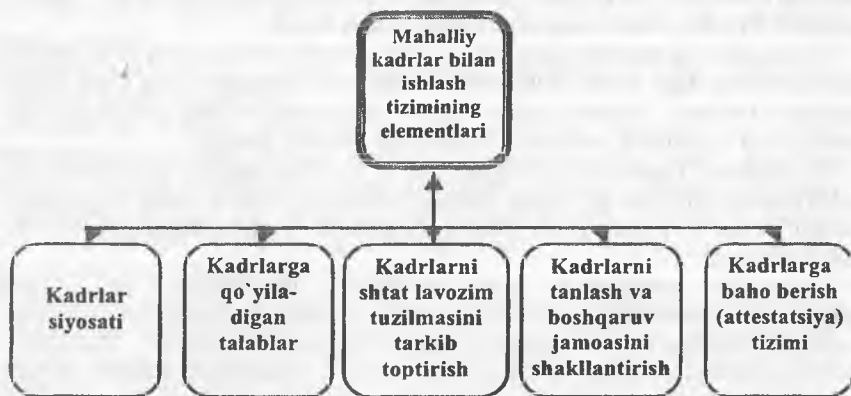 Mahalliy
kadrlar bilan
ishlash
tizimining
elementlari
Kadrlar
siyosati
Kadrlarga
qo`yila-
digan
talablar
Kadrlarni
shtat lavozim
tuzilmasini
tarkib
toptirish
Kadrlarni
tanlash va
boshqaruv
jamoasini
shakllantirish
Kadrlarga
baho berish
(attestatsiya)
tizimi